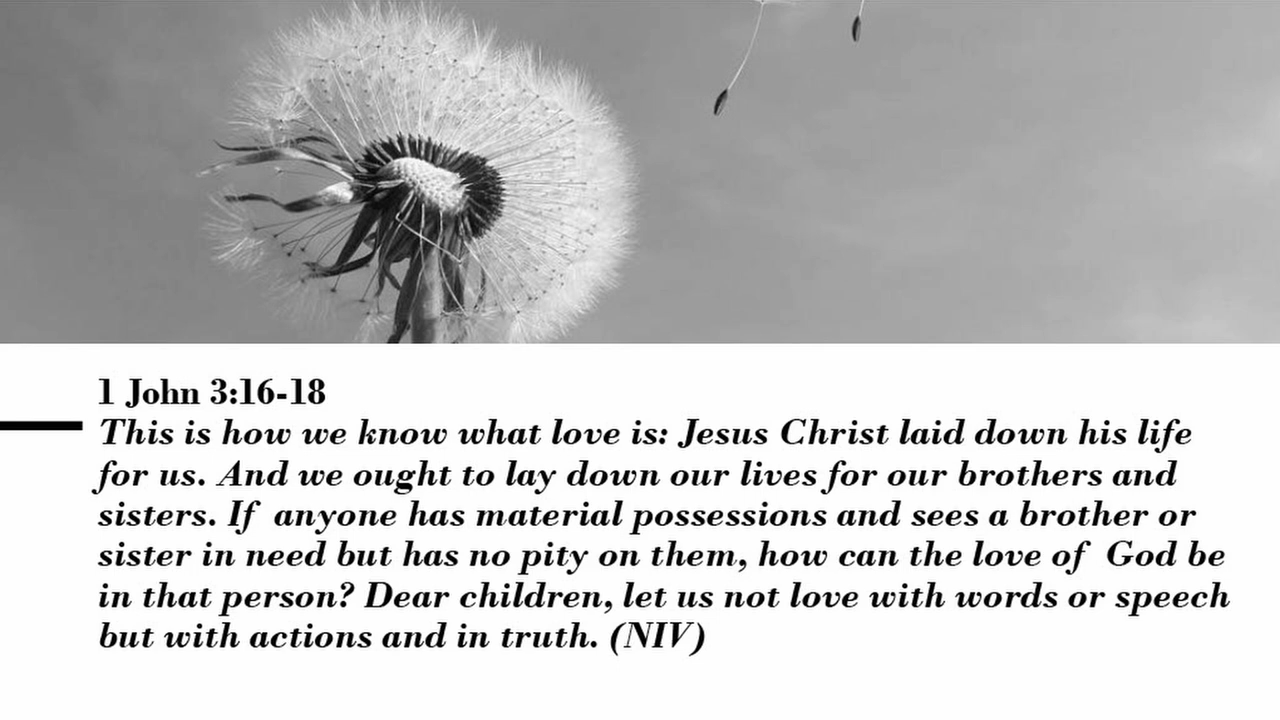 1 John 3:16-18
This is how we know what love is: Jesus Christ laid down his life
for us. And we ought to lay down our lives for our brothers and
sisters. If anyone has material possessions and sees a brother or
sister in need but has no pity on them, how can the love of God be
in that person? Dear children, let us not love with words or speech
but with actions and in truth. (NIV)